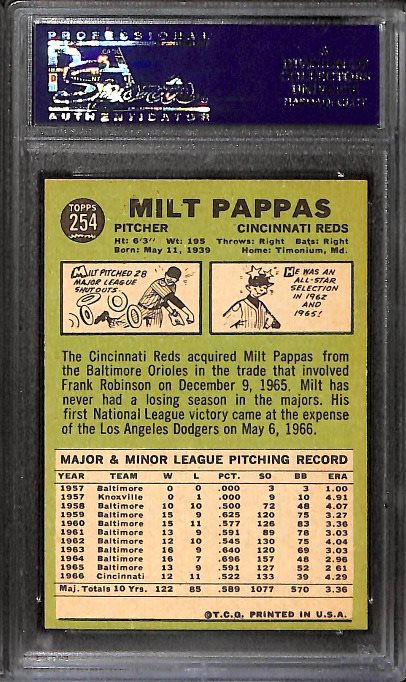 PROFESSIONAL
PSA
Sports
AUTHENTICATOR
A
DIVISION OF
COLLECTORS
UNIVERSE
NASDAQ: CLCT
TOPPS
254
MILT PAPPAS
PITCHER CINCINNATI REDS
Ht: 6'3" Wt: 195 Throws: Right Bats: Right
Born: May 11, 1939 Home: Timonium, Md.
MILT PITCHED 28
MAJOR LEAGUE
SHUTOUTS
HE WAS AN
ALL-STAR
SELECTION
IN 1962
AND
1965!
The Cincinnati Reds acquired Milt Pappas from
the Baltimore Orioles in the trade that involved
Frank Robinson on December 9, 1965. Milt has
never had a losing season in the majors. His
first National League victory came at the expense
of the Los Angeles Dodgers on May 6, 1966.
MAJOR & MINOR LEAGUE PITCHING RECORD
YEAR TEAM W L PCT. SO BB ERA
1957 Baltimore 0 0 .000 3 3 1.00
1957 Knoxville 0 1 .000 9 10 4.91
1958 Baltimore 10 10 .500 72 48 4.07
1959 Baltimore 15 9 .625 120 75 3.27
1960 Baltimore 15 11 .577 126 83 3.36
1961 Baltimore 13 9 .591 89 78 3.03
1962 Baltimore 12 10 .545 130 75 4.04
1963 Baltimore 16 9 .640 120 69 3.03
1964 Baltimore 16 7 .696 157 48 2.96
1965 Baltimore 13 9 .591 127 52 2.61
1966 Cincinnati 12 11 .522 133 39 4.29
Maj. Totals 10 Yrs. 122 85 .589 1077 570 3.36
©T.C.G. PRINTED IN U.S.A.